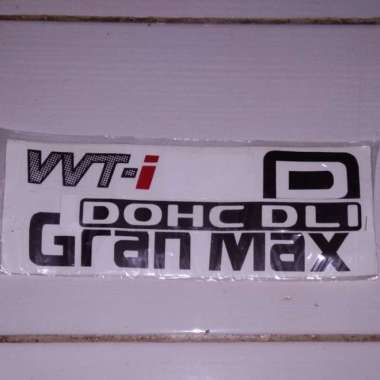 VVT-i D
DOHC DLI
Gran Max